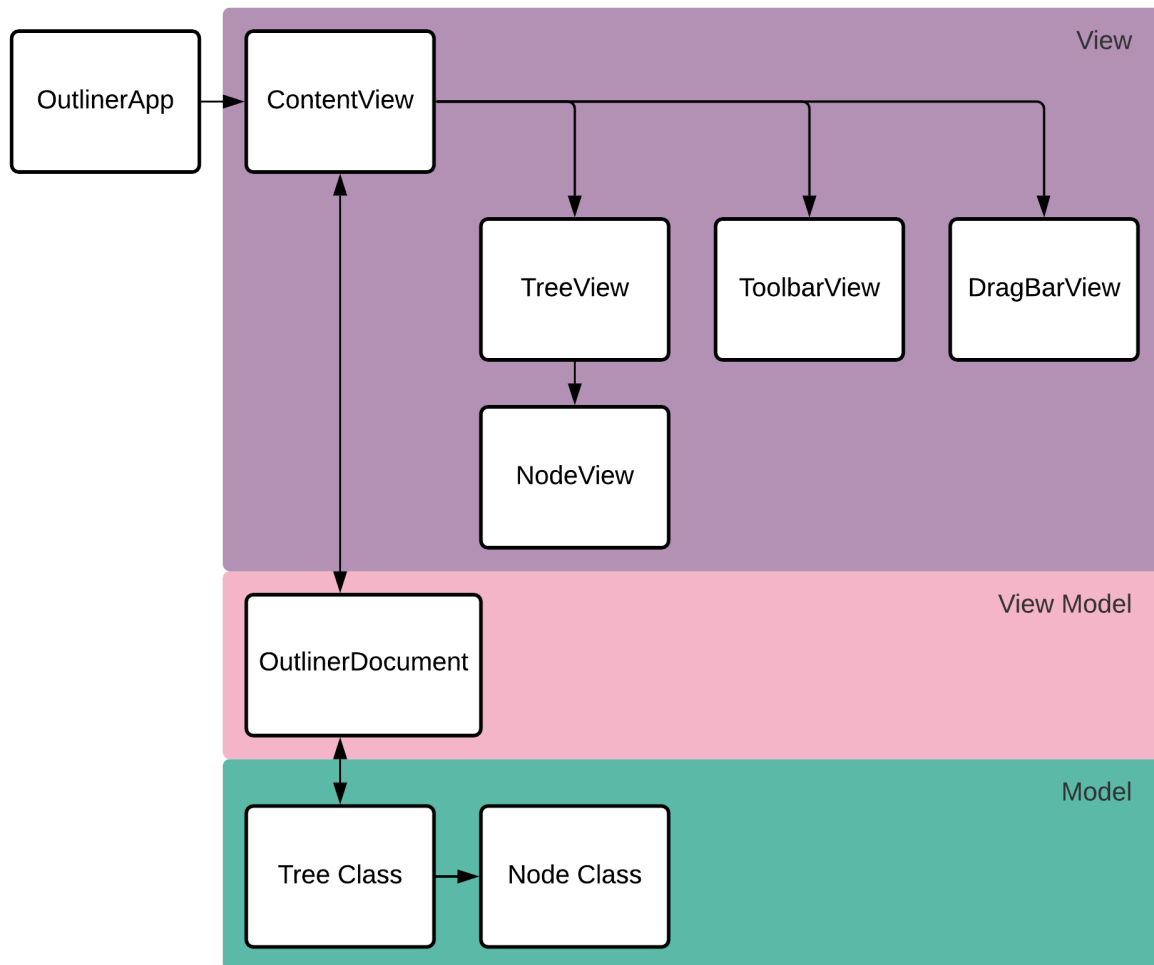 View
OutlinerApp
ContentView
TreeView
ToolbarView
DragBarView
NodeView
View Model
OutlinerDocument
Model
Tree Class
Node Class